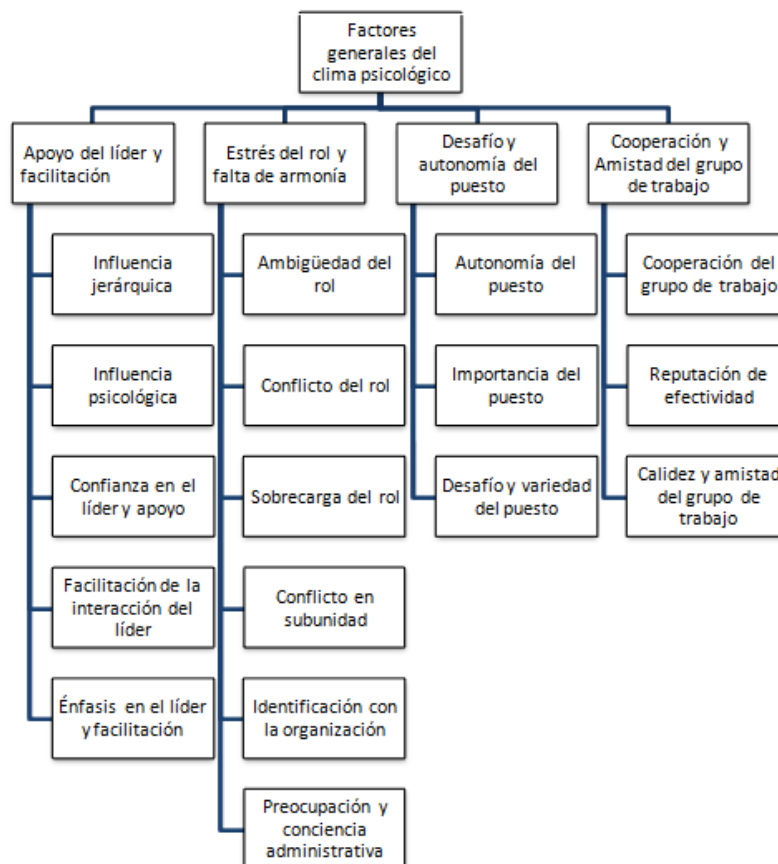 Factores
generales del
clima psicológico
Apoyo del líder y
facilitación
Estrés del rol y
falta de armonía
Desafío y
autonomía del
puesto
Cooperación y
Amistad del grupo
de trabajo
Influencia
jerárquica
Influencia
psicológica
Confianza en el
líder y apoyo
Facilitación de la
interacción del
líder
Énfasis en el líder
y facilitación
Ambigüedad del
rol
Conflicto del rol
Sobrecarga del rol
Conflicto en
subunidad
Identificación con
la organización
Preocupación y
conciencia
administrativa
Autonomía del
puesto
Importancia del
puesto
Desafío y variedad
del puesto
Cooperación del
grupo de trabajo
Reputación de
efectividad
Calidez y amistad
del grupo de
trabajo